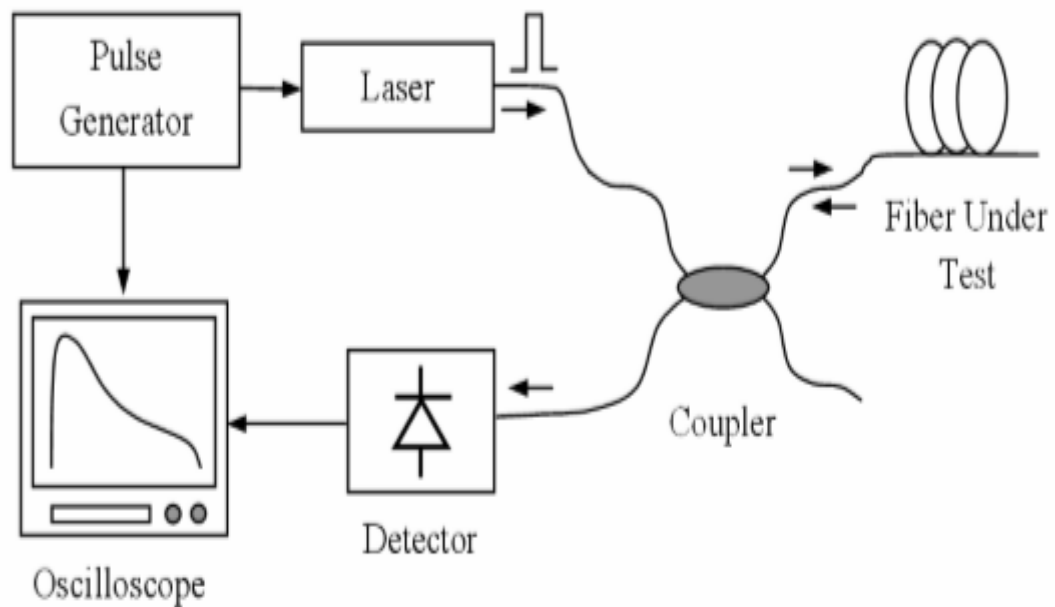 Pulse
Generator
Laser
Fiber Under
Test
Coupler
Detector
Oscilloscope